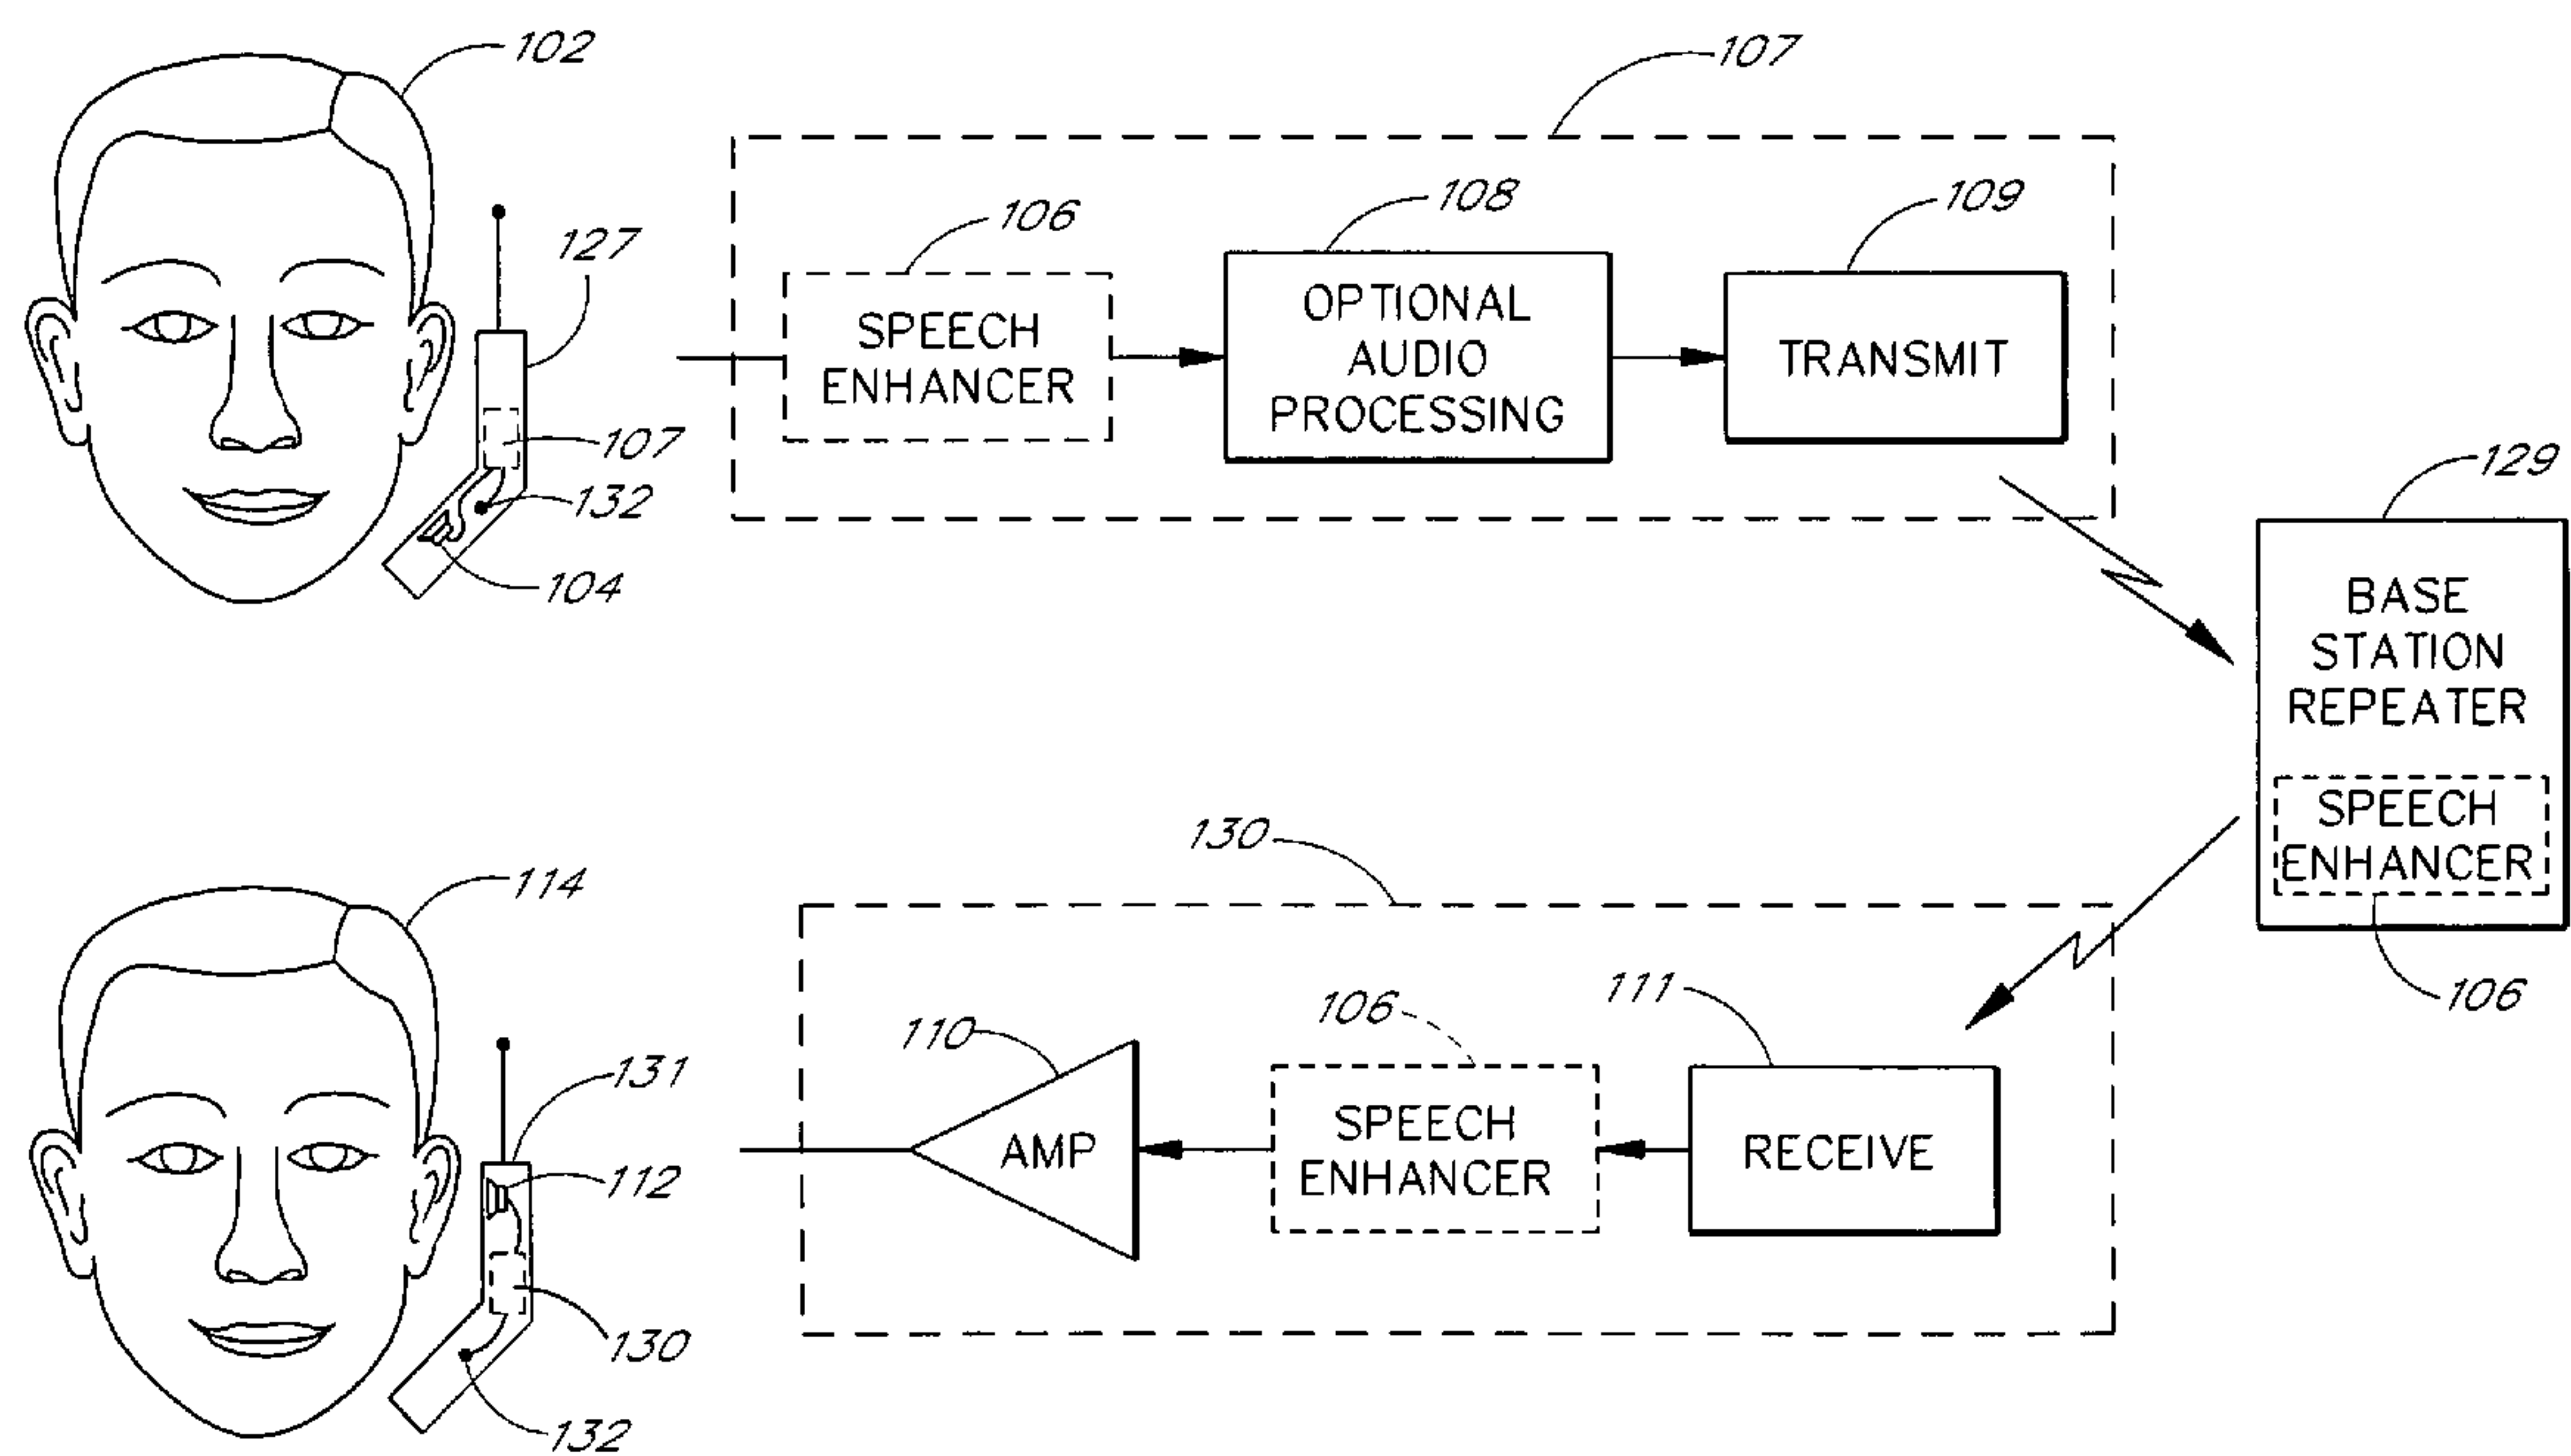 102
107
127
106
108
109
SPEECH
ENHANCER
OPTIONAL
AUDIO
PROCESSING
TRANSMIT
107
132
104
129
BASE
STATION
REPEATER
SPEECH
ENHANCER
106
114
130
131
112
130
132
110
106
111
AMP
SPEECH
ENHANCER
RECEIVE